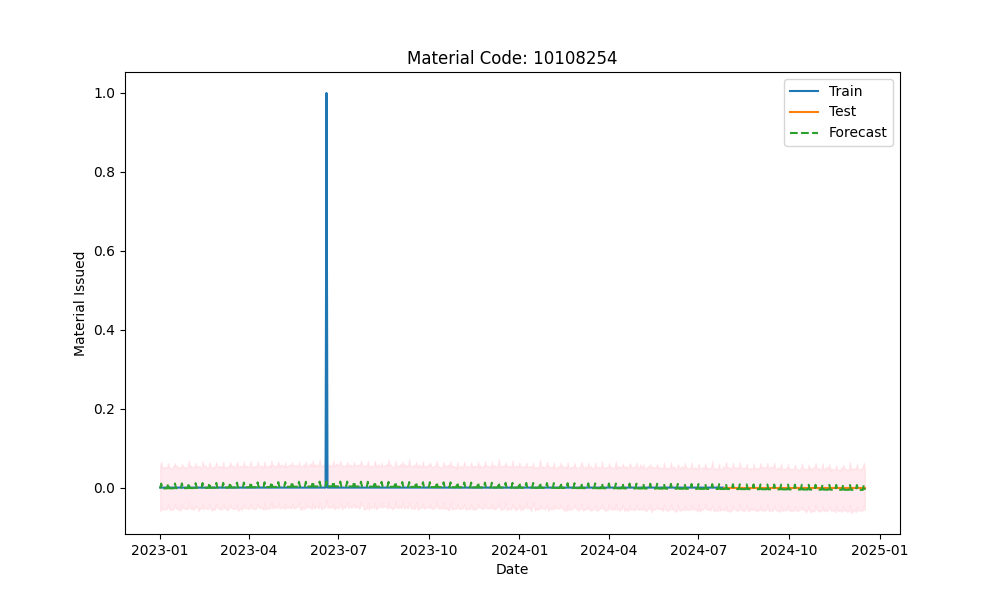 Material Code: 10108254
Train
Test
Forecast
1.0
0.8
0.6
0.4
0.2
0.0
Material Issued
2023-01 2023-04 2023-07 2023-10 2024-01 2024-04 2024-07 2024-10 2025-01
Date